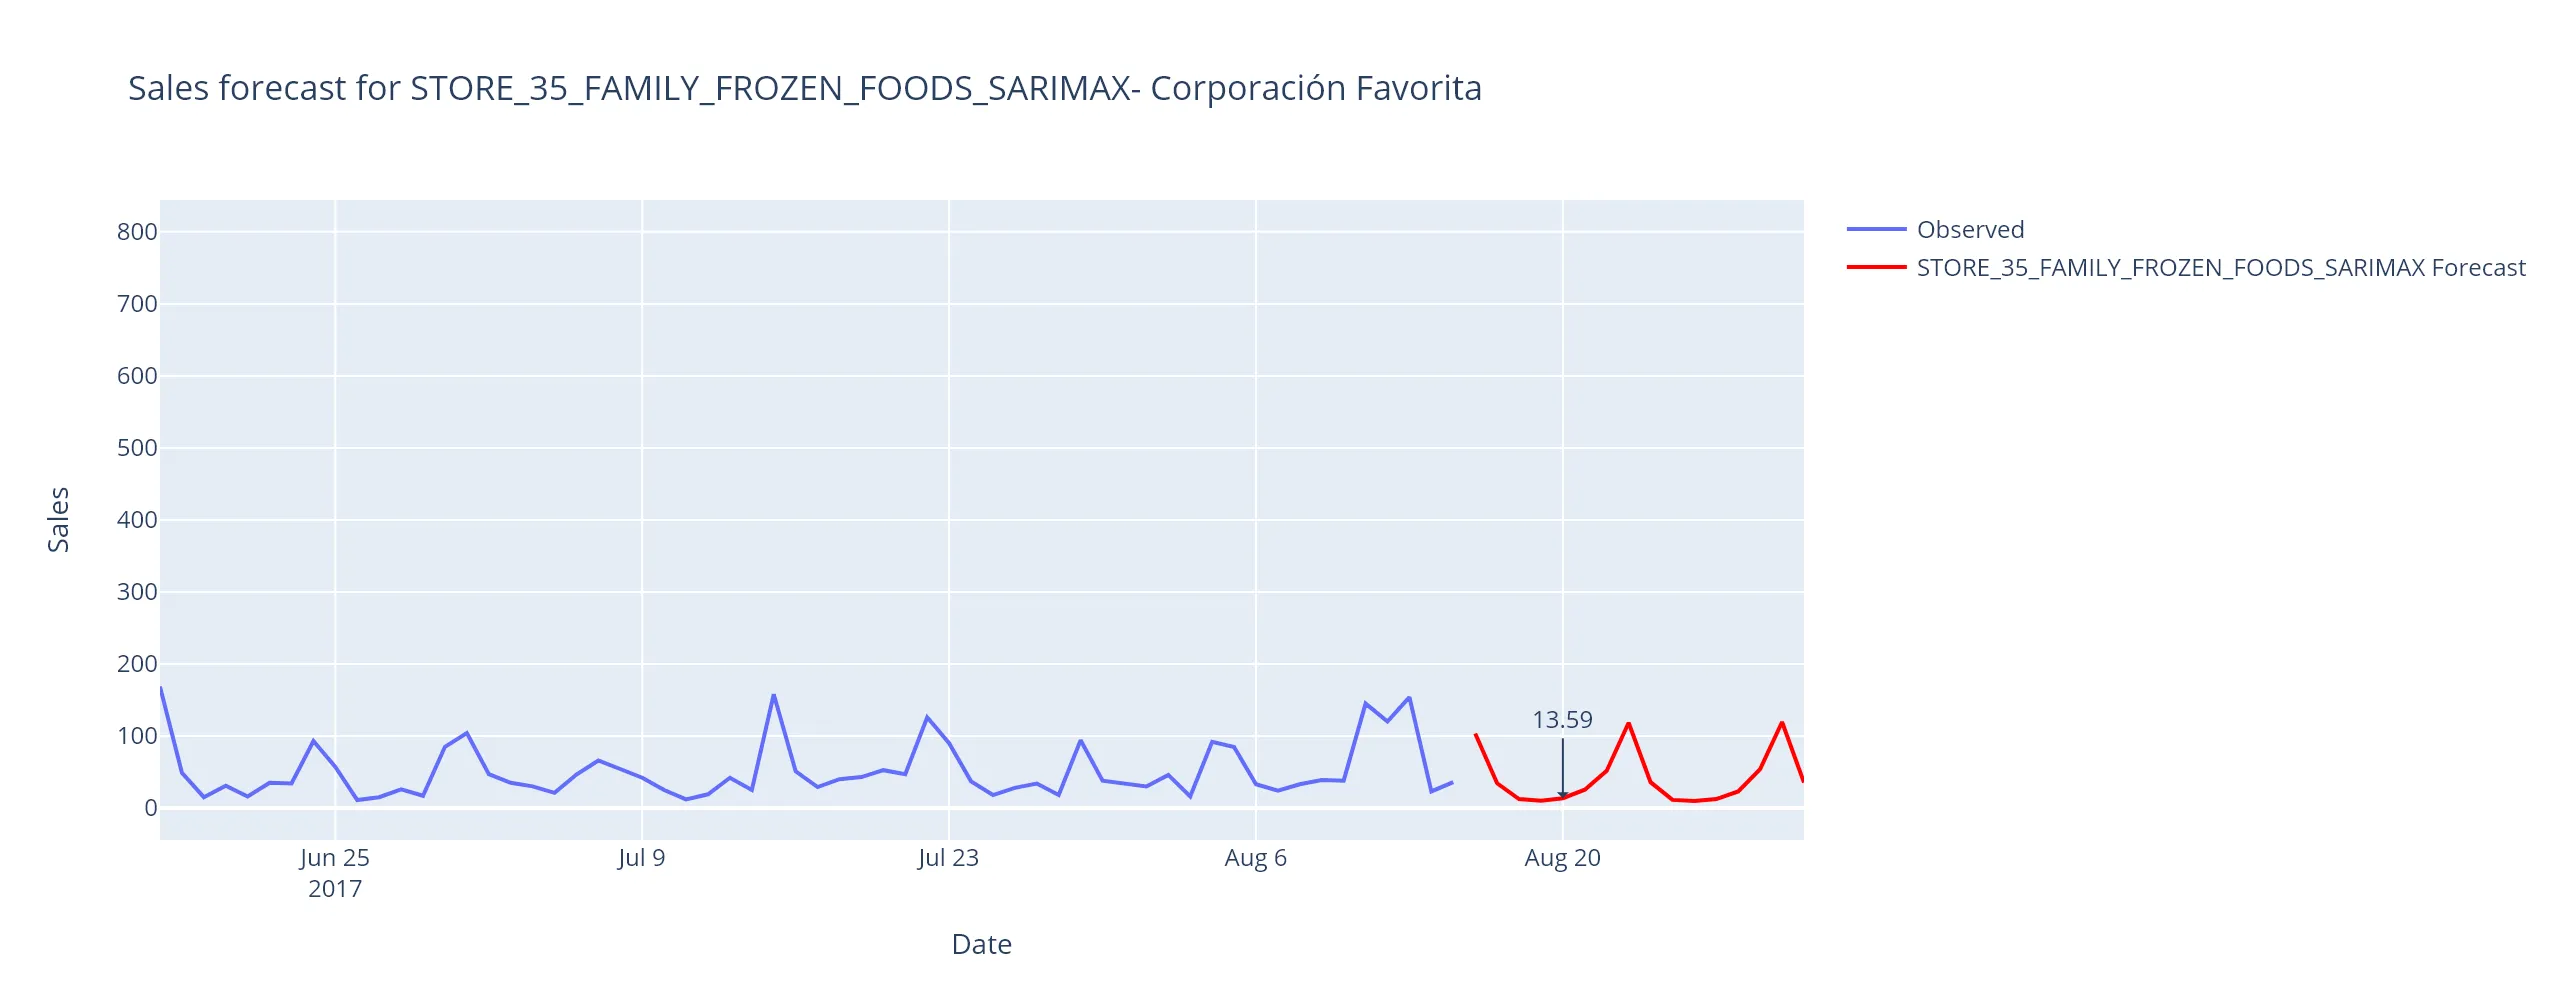 Sales forecast for STORE_35_FAMILY_FROZEN_FOODS_SARIMAX- Corporación Favorita
Observed
STORE_35_FAMILY_FROZEN_FOODS_SARIMAX Forecast
800
700
600
500
400
300
200
100
0
Sales
13.59
Jun 25
2017
Jul 9
Jul 23
Aug 6
Aug 20
Date